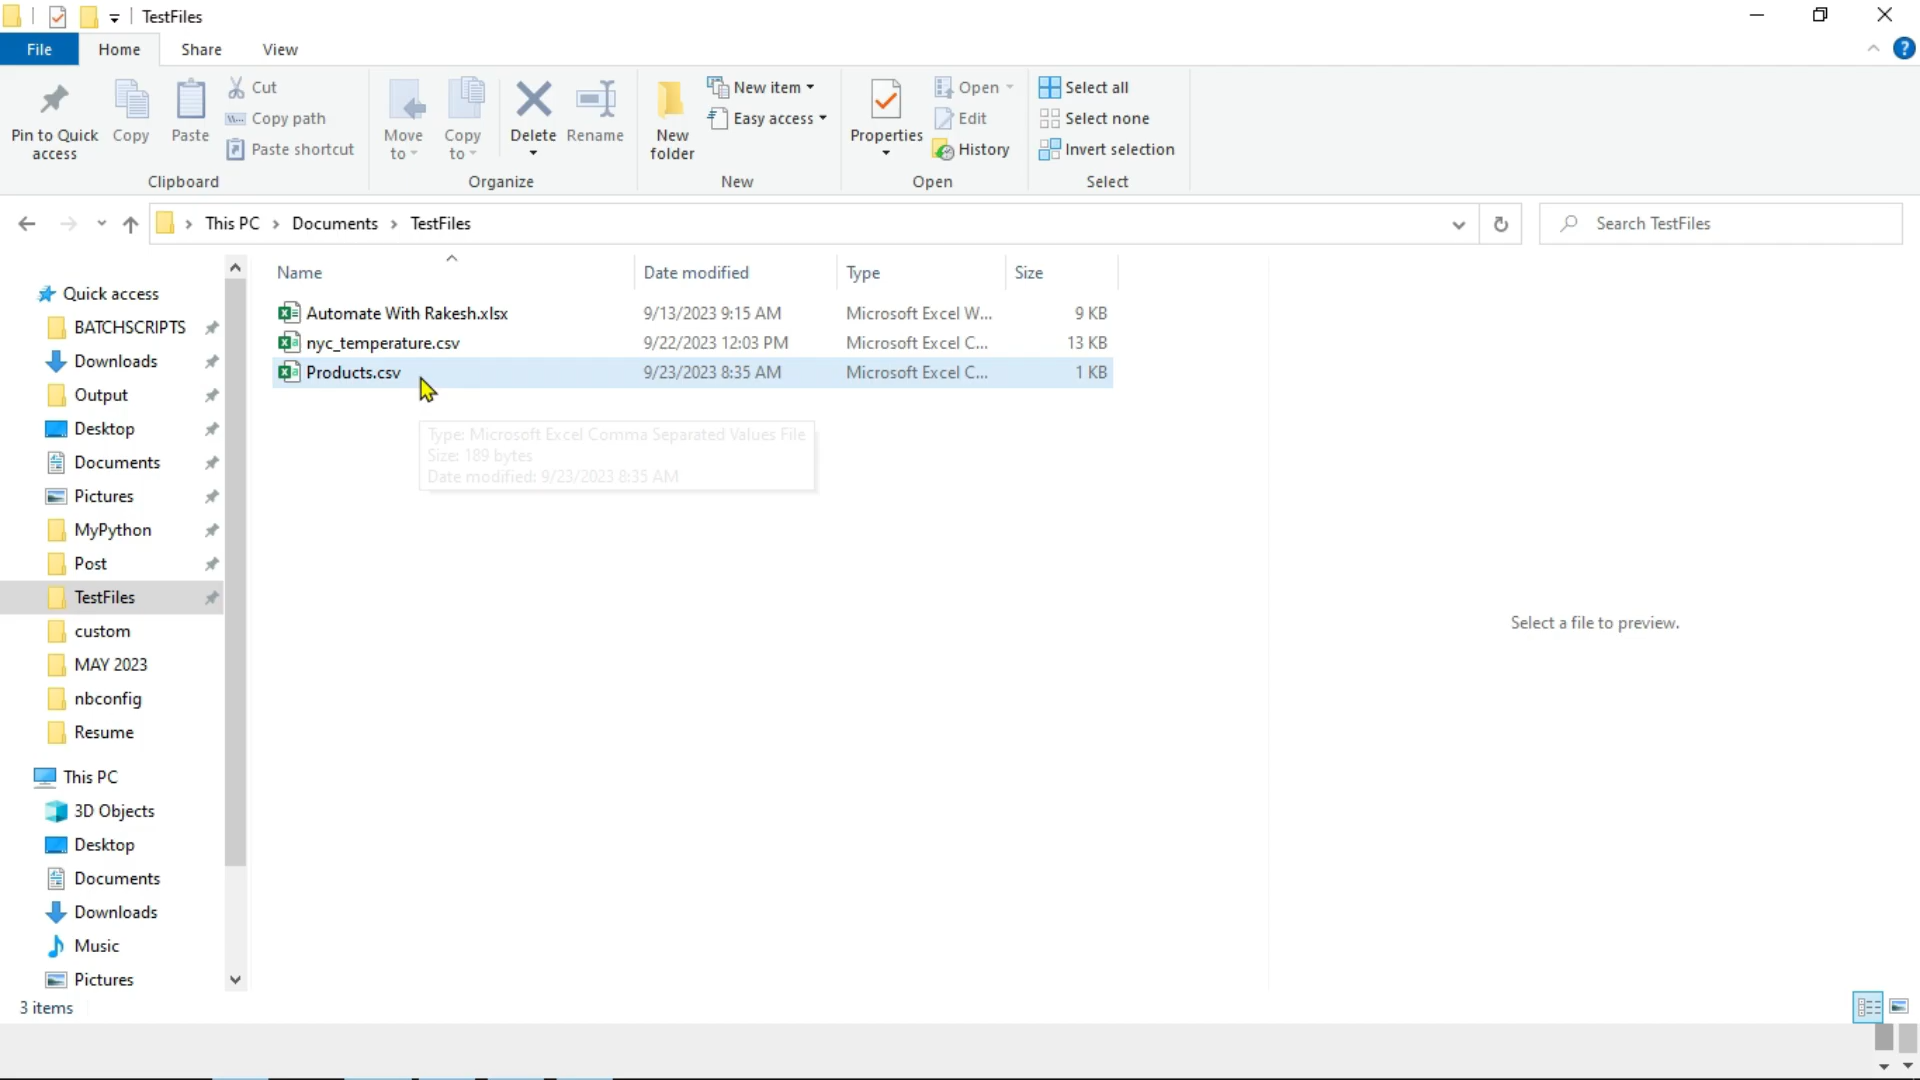 TestFiles
File Home Share View
Pin to Quick access
Copy
Paste
Cut
Copy path
Paste shortcut
Clipboard
Move to
Copy to
Delete
Rename
Organize
New folder
New item
Easy access
New
Properties
Open
Edit
History
Open
Select all
Select none
Invert selection
Select
This PC > Documents > TestFiles
Search TestFiles
Name Date modified Type Size
Automate With Rakesh.xlsx 9/13/2023 9:15 AM Microsoft Excel W... 9 KB
nyc_temperature.csv 9/22/2023 12:03 PM Microsoft Excel C... 13 KB
Products.csv 9/23/2023 8:35 AM Microsoft Excel C... 1 KB
Type: Microsoft Excel Comma Separated Values File
Size: 189 bytes
Date modified: 9/23/2023 8:35 AM
Quick access
BATCHSCRIPTS
Downloads
Output
Desktop
Documents
Pictures
MyPython
Post
TestFiles
custom
MAY 2023
nbconfig
Resume
This PC
3D Objects
Desktop
Documents
Downloads
Music
Pictures
Select a file to preview.
3 items